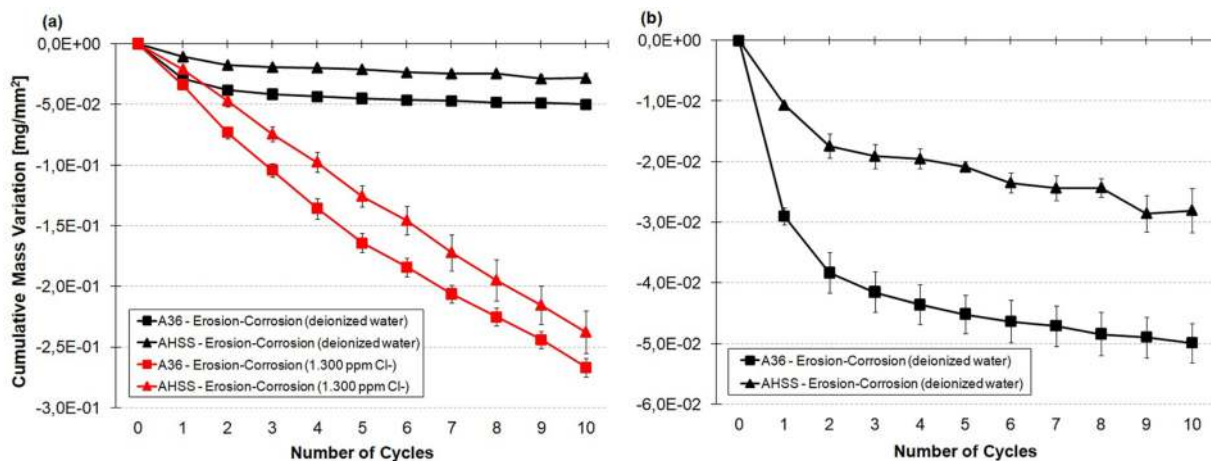 (a)
Cumulative Mass Variation [mg/mm²]
0,0E+00
-5,0E-02
-1,0E-01
-1,5E-01
-2,0E-01
-2,5E-01
-3,0E-01
A36 - Erosion-Corrosion (deionized water)
AHSS - Erosion-Corrosion (deionized water)
A36 - Erosion-Corrosion (1.300 ppm Cl-)
AHSS - Erosion-Corrosion (1.300 ppm Cl-)
0 1 2 3 4 5 6 7 8 9 10
Number of Cycles
(b)
0,0E+00
-1,0E-02
-2,0E-02
-3,0E-02
-4,0E-02
-5,0E-02
-6,0E-02
A36 - Erosion-Corrosion (deionized water)
AHSS - Erosion-Corrosion (deionized water)
0 1 2 3 4 5 6 7 8 9 10
Number of Cycles